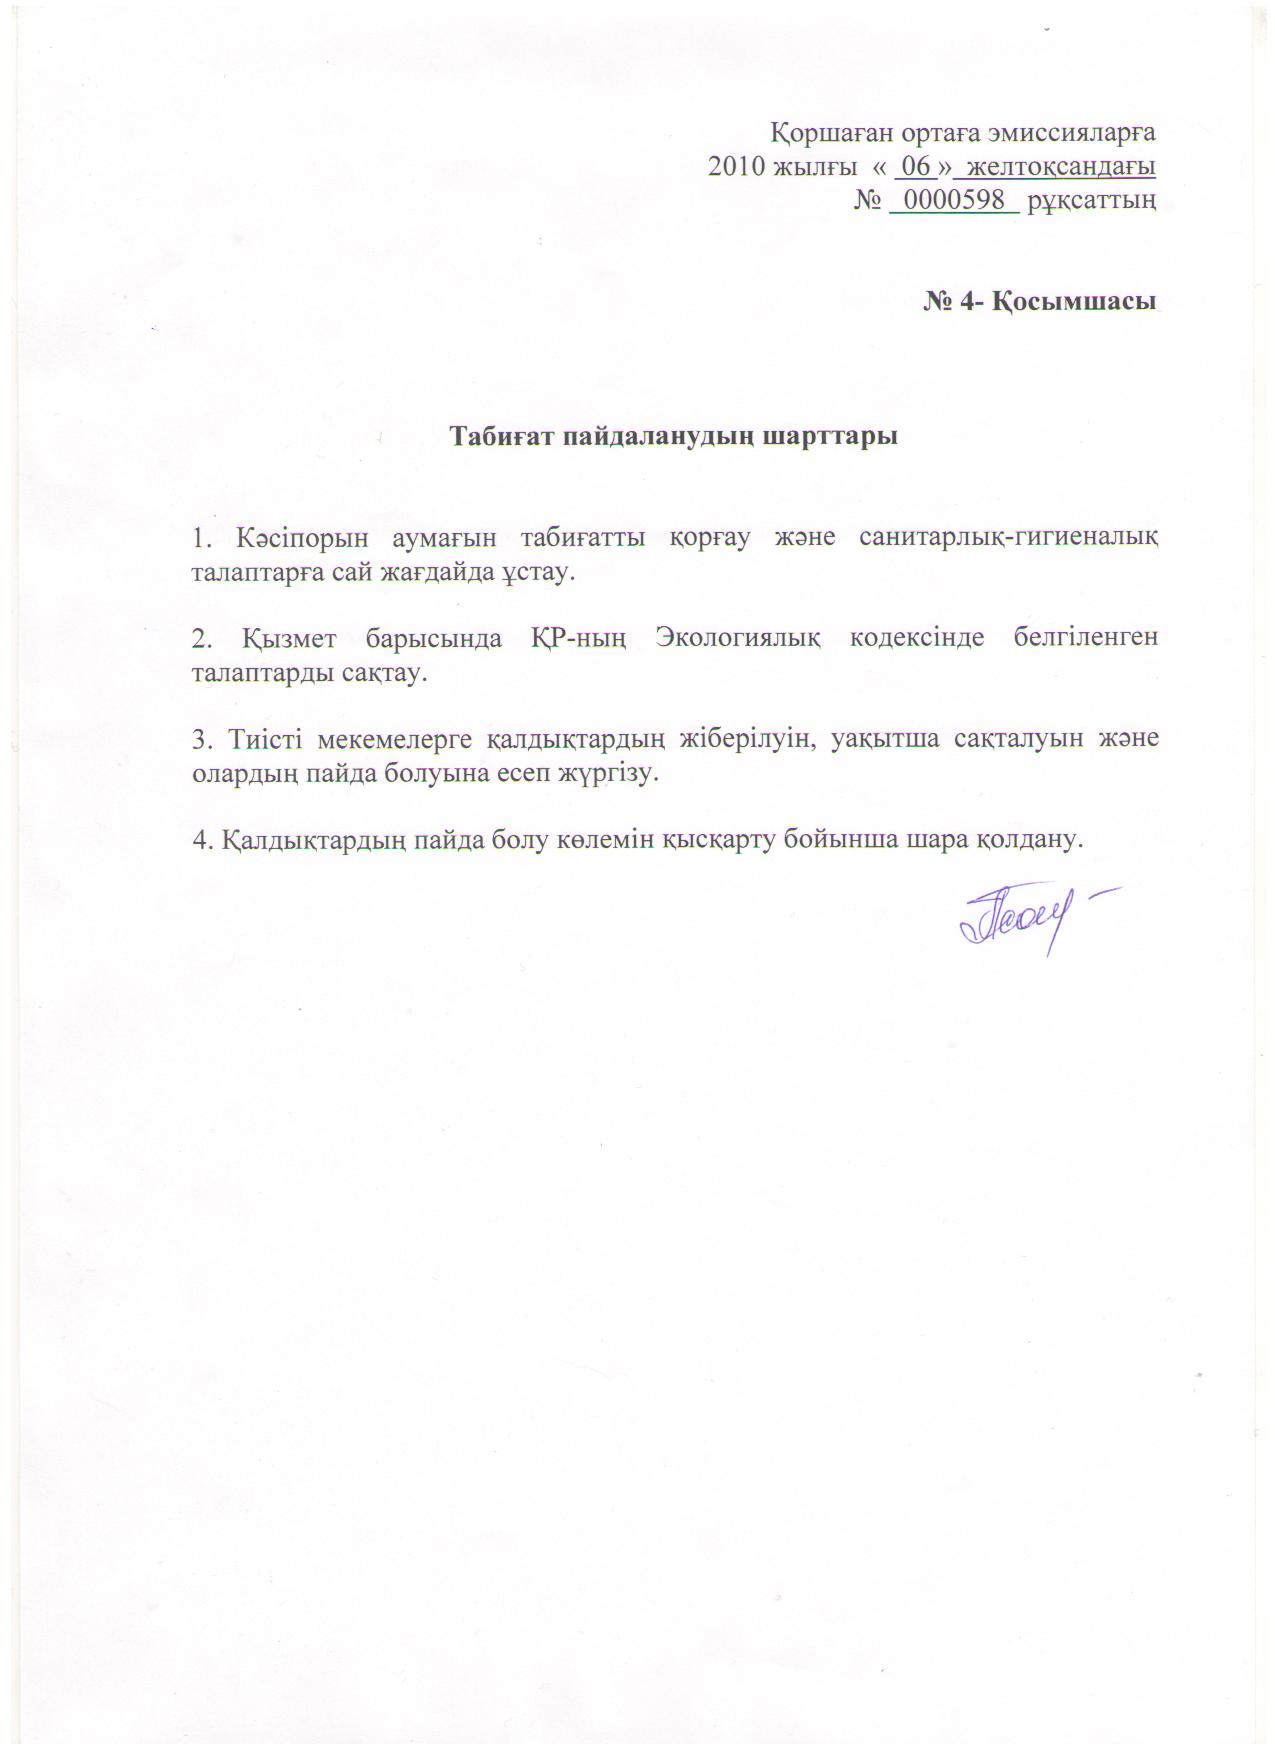 Қоршаған ортаға эмиссияларға
2010 жылғы « 06 » желтоқсандағы
№ 0000598 рұқсаттың
№ 4- Қосымшасы
Табиғат пайдаланудың шарттары
1. Кәсіпорын аумағын табиғатты қорғау және санитарлық-гигиеналық
талаптарға сай жағдайда ұстау.
2. Қызмет барысында ҚР-ның Экологиялық кодексінде белгіленген
талаптарды сақтау.
3. Тиісті мекемелерге қалдықтардың жіберілуін, уақытша сақталуын және
олардың пайда болуына есеп жүргізу.
4. Қалдықтардың пайда болу көлемін қысқарту бойынша шара қолдану.